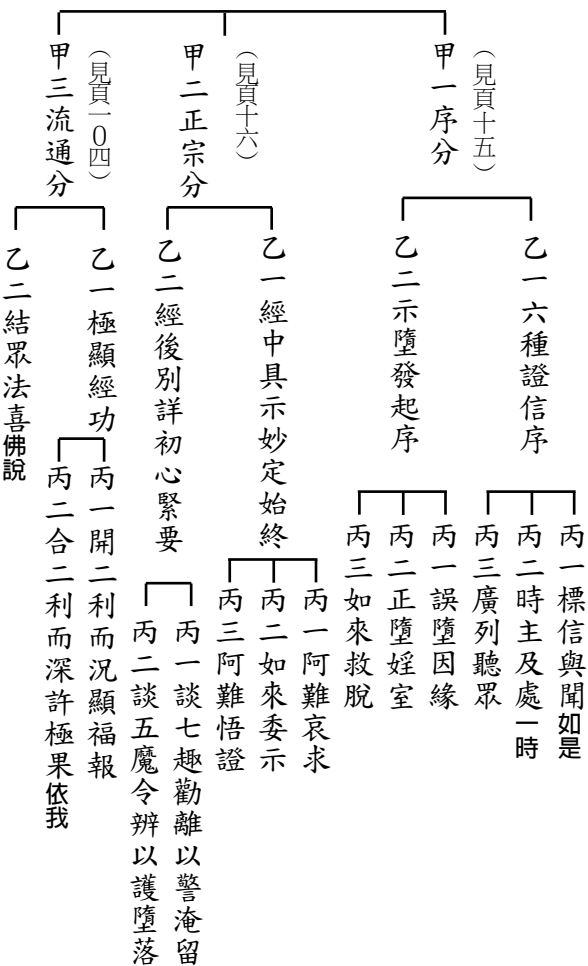 （見頁十五）
甲一序分
乙一六種證信序
丙一標信與聞如是
丙二時主及處一時
丙三廣列聽眾
乙二示墮發起序
丙一誤墮因緣
丙二正墮婬室
丙三如來救脫
（見頁十六）
甲二正宗分
乙一經中具示妙定始終
丙一阿難哀求
丙二如來委示
丙三阿難悟證
乙二經後別詳初心緊要
丙一談七趣勸離以警淹留
丙二談五魔令辨以護墮落
（見頁一0四）
甲三流通分
乙一極顯經功
丙一開二利而況顯福報
丙二合二利而深許極果依我
乙二結眾法喜佛說